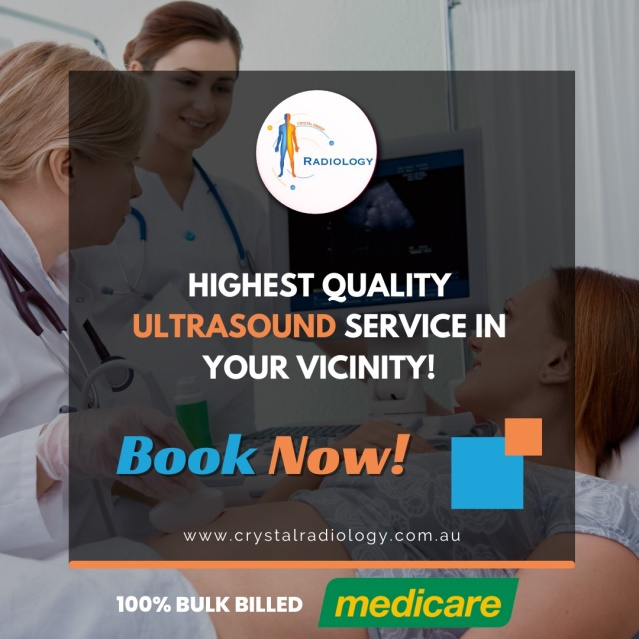 RADIOLOGY
HIGHEST QUALITY
ULTRASOUND SERVICE IN
YOUR VICINITY!
Book Now!
www.crystalradiology.com.au
100% BULK BILLED medicare